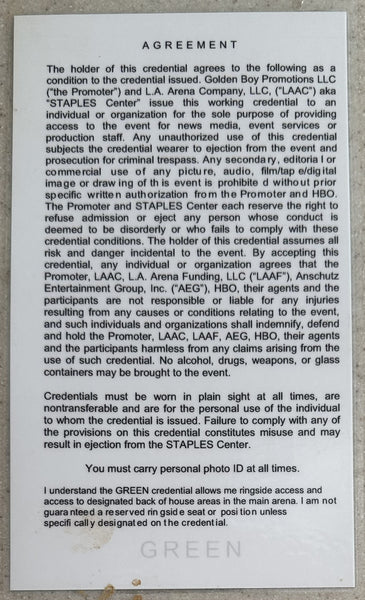 AGREEMENT
The holder of this credential agrees to the following as a
condition to the credential issued. Golden Boy Promotions LLC
("the Promoter") and L.A. Arena Company, LLC, ("LAAC") aka
"STAPLES Center" issue this working credential to an
individual or organization for the sole purpose of providing
access to the event for news media, event services or
production staff. Any unauthorized use of this credential
subjects the credential wearer to ejection from the event and
prosecution for criminal trespass. Any secondary, editorial or
commercial use of any picture, audio, film/tape/digital
image or drawing of this event is prohibited without prior
specific written authorization from the Promoter and HBO.
The Promoter and STAPLES Center each reserve the right to
refuse admission or eject any person whose conduct is
deemed to be disorderly or who fails to comply with these
credential conditions. The holder of this credential assumes all
risk and danger incidental to the event. By accepting this
credential, any individual or organization agrees that the
Promoter, LAAC, L.A. Arena Funding, LLC ("LAAF"), Anschutz
Entertainment Group, Inc. ("AEG"), HBO, their agents and the
participants are not responsible or liable for any injuries
resulting from any causes or conditions relating to the event,
and such individuals and organizations shall indemnify, defend
and hold the Promoter, LAAC, LAAF, AEG, HBO, their agents
and the participants harmless from any claims arising from the
use of such credential. No alcohol, drugs, weapons, or glass
containers may be brought to the event.
Credentials must be worn in plain sight at all times, are
nontransferable and are for the personal use of the individual
to whom the credential is issued. Failure to comply with any of
the provisions on this credential constitutes misuse and may
result in ejection from the STAPLES Center.
You must carry personal photo ID at all times.
I understand the GREEN credential allows me ringside access and
access to designated back of house areas in the main arena. I am not
guaranteed a reserved ringside seat or position unless
specifically designated on the credential.
GREEN